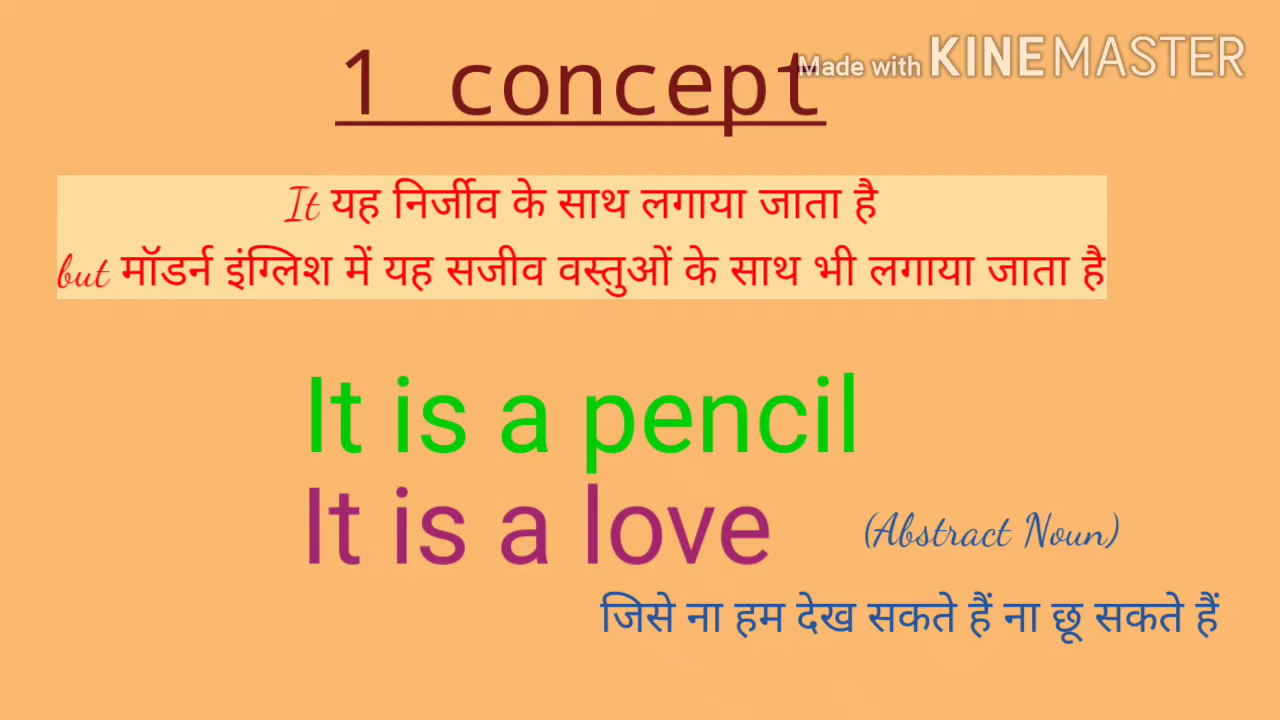 1 concept
Made with KINEMASTER
It यह निर्जीव के साथ लगाया जाता है
but मॉडर्न इंग्लिश में यह सजीव वस्तुओं के साथ भी लगाया जाता है
It is a pencil
It is a love
(Abstract Noun)
जिसे ना हम देख सकते हैं ना छू सकते हैं